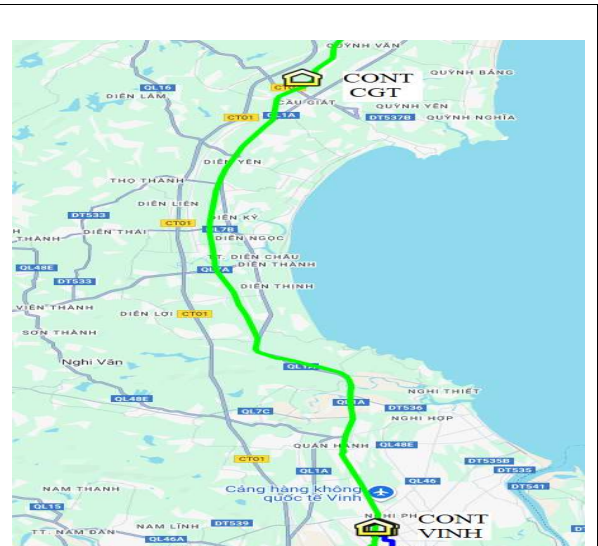 QUỲNH VĂN
CONT
CGT
QUỲNH BẢNG
QL16
DIỄN LÂM
CẦU GIÁT
QUỲNH YÊN
CT01
QL1A
DT537B
QUỲNH NGHĨA
DIỄN YÊN
THỌ THÀNH
DIỄN LIÊN
DT533
CT01
DIỄN KỶ
THÀNH
DIỄN THÁI
QL7B
DIỄN NGỌC
TT. DIỄN CHÂU
DIỄN THÀNH
QL48E
QL7A
DT533
DIỄN THỊNH
VIÊN THÀNH
DIỄN LỢI
CT01
SƠN THÀNH
Nghi Văn
QL1A
NGHI THIẾT
QL48E
QL1A
DT536
QL7C
NGHI HỢP
QUÁN HÀNH
QL48E
CT01
QL1A
DT535B
DT535
QL46
DT541
NAM THANH
Cảng hàng không
quốc tế Vinh
QL15
NGHI PH
CONT
VINH
NAM LĨNH
DT539
TT. NAM ĐÀN
QL46A